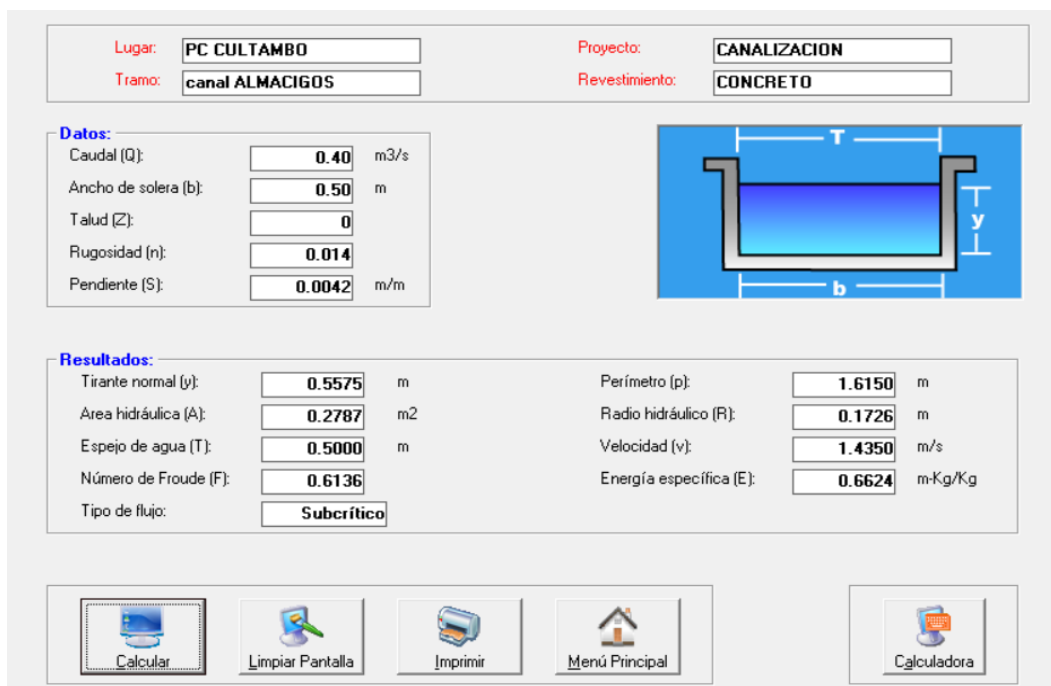 Lugar: PC CULTAMBO Proyecto: CANALIZACION
Tramo: canal ALMACIGOS Revestimiento: CONCRETO
Datos:
Caudal (Q): 0.40 m3/s
Ancho de solera (b): 0.50 m
Talud (Z): 0
Rugosidad (n): 0.014
Pendiente (S): 0.0042 m/m
T
y
b
Resultados:
Tirante normal (y): 0.5575 m Perímetro (p): 1.6150 m
Area hidráulica (A): 0.2787 m2 Radio hidráulico (R): 0.1726 m
Espejo de agua (T): 0.5000 m Velocidad (v): 1.4350 m/s
Número de Froude (F): 0.6136 Energía específica (E): 0.6624 m-Kg/Kg
Tipo de flujo: Subcrítico
Calcular Limpiar Pantalla Imprimir Menú Principal Calculadora